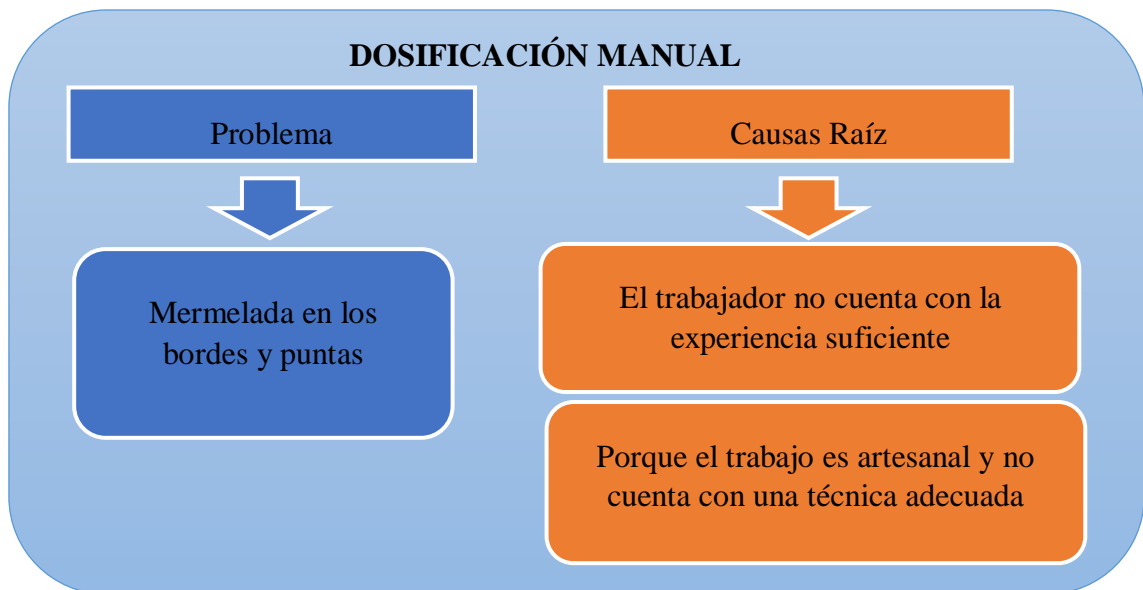 DOSIFICACIÓN MANUAL
Problema
Causas Raíz
Mermelada en los
bordes y puntas
El trabajador no cuenta con la
experiencia suficiente
Porque el trabajo es artesanal y no
cuenta con una técnica adecuada